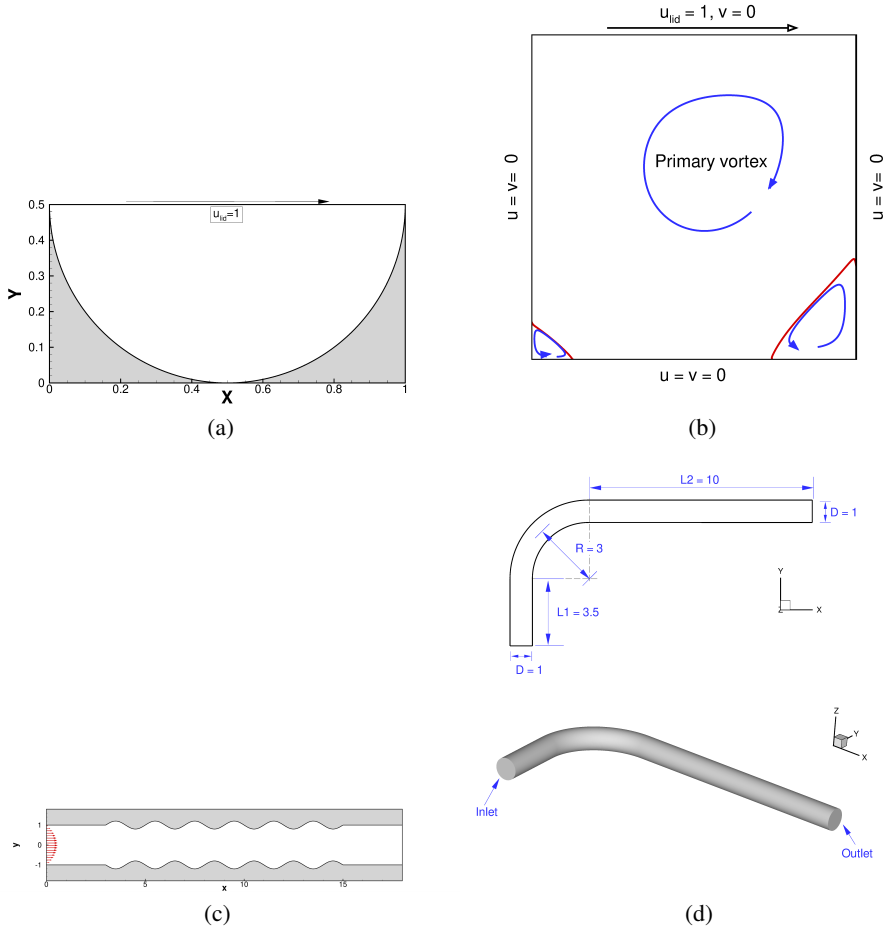 0.5
0.4
0.3
0.2
0.1
0
Y
u_lid=1
0
0.2
0.4
0.6
0.8
1
X
(a)
u_lid = 1, v = 0
u = v= 0
Primary vortex
u = v= 0
u = v = 0
(b)
1
0
-1
y
0
5
10
15
x
(c)
L2 = 10
D = 1
R = 3
L1 = 3.5
D = 1
Y
Z
X
Z
Y
X
Inlet
Outlet
(d)